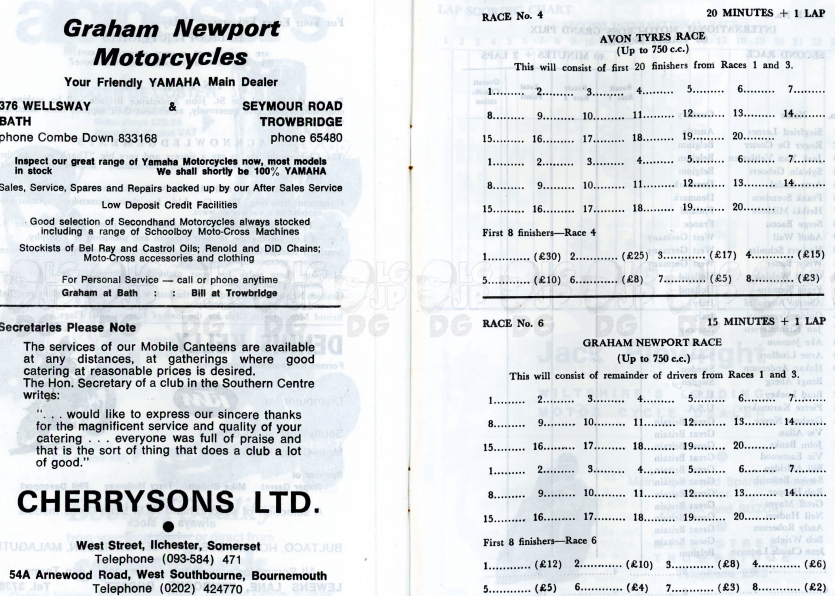 Graham Newport
Motorcycles
Your Friendly YAMAHA Main Dealer
376 WELLSWAY & SEYMOUR ROAD
BATH TROWBRIDGE
phone Combe Down 833168 phone 65480
Inspect our great range of Yamaha Motorcycles now, most models
in stock We shall shortly be 100% YAMAHA
Sales, Service, Spares and Repairs backed up by our After Sales Service
Low Deposit Credit Facilities
Good selection of Secondhand Motorcycles always stocked
including a range of Schoolboy Moto-Cross Machines
Stockists of Bel Ray and Castrol Oils; Renold and DID Chains;
Moto-Cross accessories and clothing
For Personal Service — call or phone anytime
Graham at Bath : : Bill at Trowbridge
Secretaries Please Note
The services of our Mobile Canteens are available
at any distances, at gatherings where good
catering at reasonable prices is desired.
The Hon. Secretary of a club in the Southern Centre
writes:
". . . would like to express our sincere thanks
for the magnificent service and quality of your
catering . . . everyone was full of praise and
that is the sort of thing that does a club a lot
of good."
CHERRYSONS LTD.
West Street, Ilchester, Somerset
Telephone (093-584) 471
54A Arnewood Road, West Southbourne, Bournemouth
Telephone (0202) 424770
RACE No. 4 20 MINUTES + 1 LAP
AVON TYRES RACE
(Up to 750 c.c.)
This will consist of first 20 finishers from Races 1 and 3.
1......... 2......... 3......... 4......... 5......... 6......... 7.........
8......... 9......... 10......... 11......... 12......... 13......... 14.........
15......... 16......... 17......... 18......... 19......... 20.........
1......... 2......... 3......... 4......... 5......... 6......... 7.........
8......... 9......... 10......... 11......... 12......... 13......... 14.........
15......... 16......... 17......... 18......... 19......... 20.........
First 8 finishers—Race 4
1............ (£30) 2............ (£25) 3............ (£17) 4............ (£15)
5............ (£10) 6............ (£8) 7............ (£5) 8............ (£3)
RACE No. 6 15 MINUTES + 1 LAP
GRAHAM NEWPORT RACE
(Up to 750 c.c.)
This will consist of remainder of drivers from Races 1 and 3.
1......... 2......... 3......... 4......... 5......... 6......... 7.........
8......... 9......... 10......... 11......... 12......... 13......... 14.........
15......... 16......... 17......... 18......... 19......... 20.........
1......... 2......... 3......... 4......... 5......... 6......... 7.........
8......... 9......... 10......... 11......... 12......... 13......... 14.........
15......... 16......... 17......... 18......... 19......... 20.........
First 8 finishers—Race 6
1............ (£12) 2............ (£10) 3............ (£8) 4............ (£6)
5............ (£5) 6............ (£4) 7............ (£3) 8............ (£2)